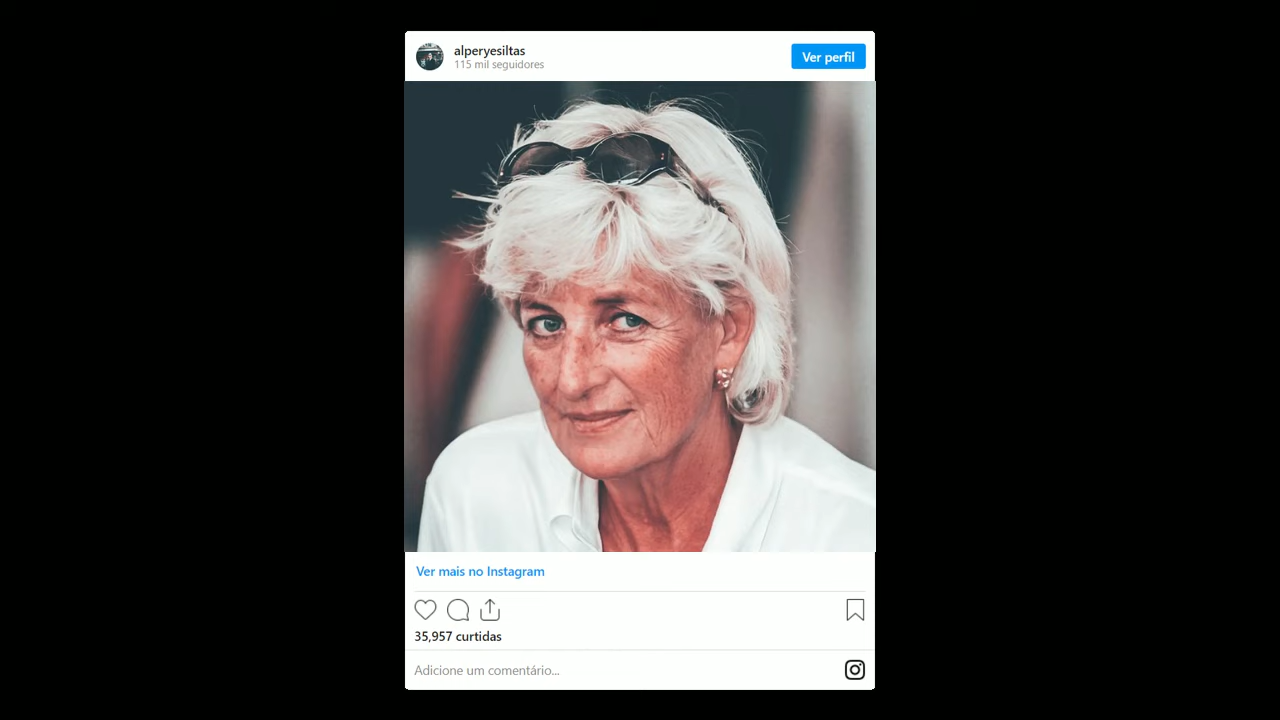 alperyesiltas
115 mil seguidores
Ver perfil
Ver mais no Instagram
35,957 curtidas
Adicione um comentário...